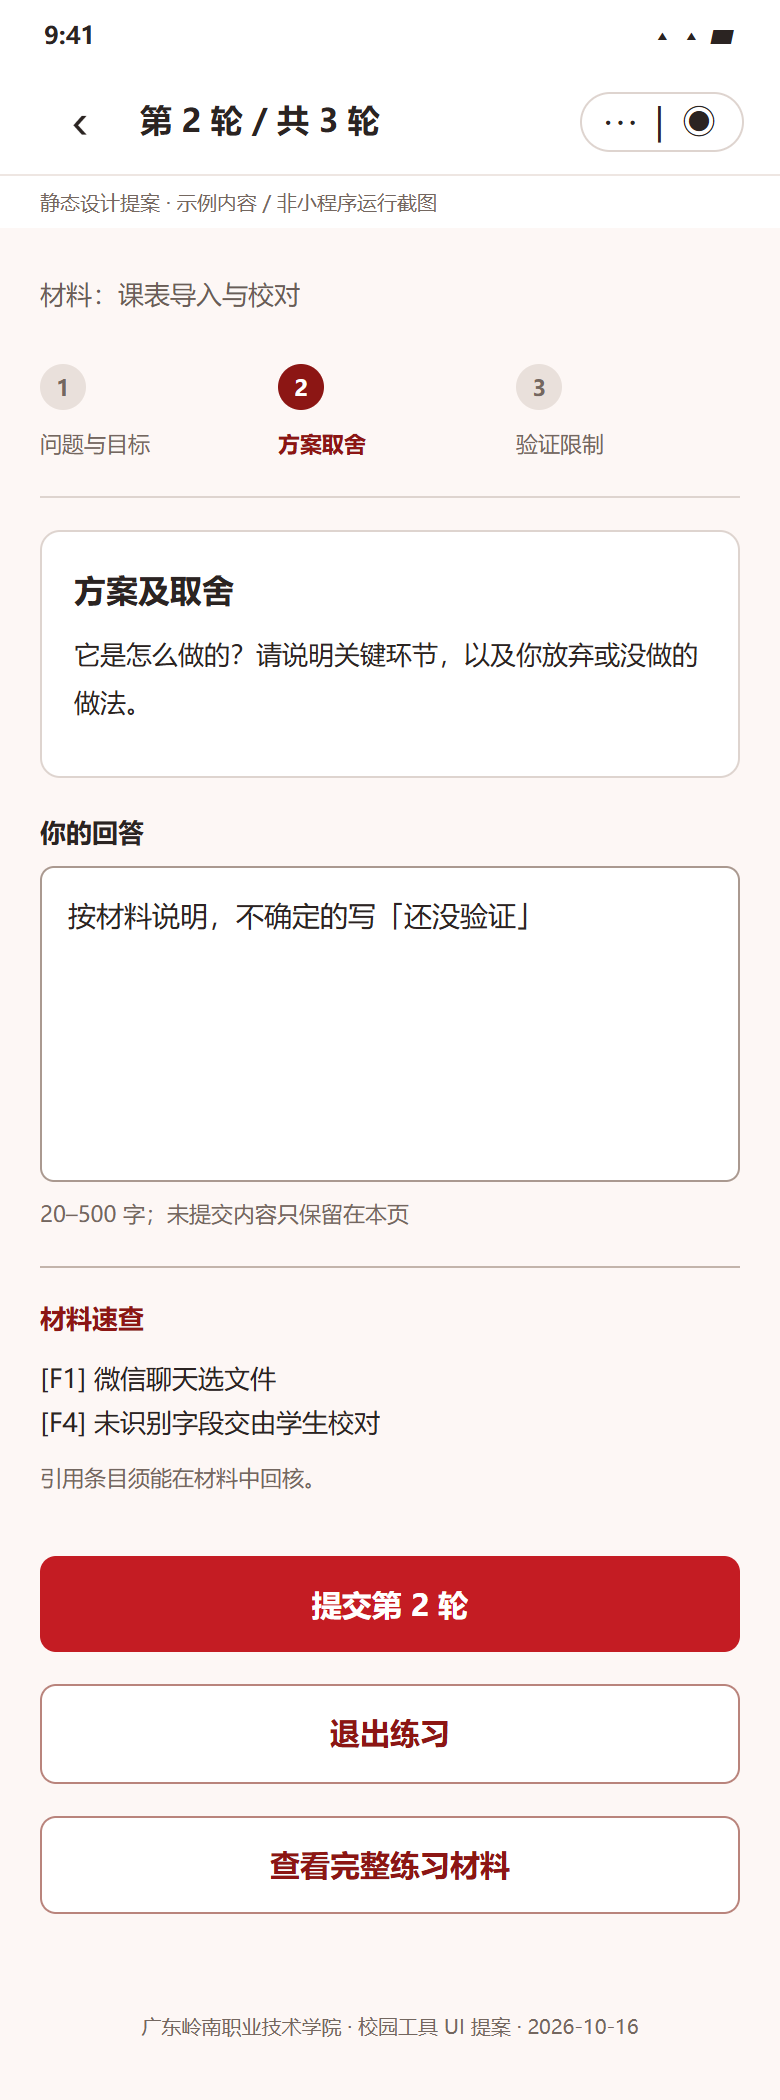 9:41
第 2 轮 / 共 3 轮
静态设计提案 · 示例内容 / 非小程序运行截图
材料：课表导入与校对
1
2
3
问题与目标
方案取舍
验证限制
方案及取舍
它是怎么做的？请说明关键环节，以及你放弃或没做的
做法。
你的回答
按材料说明，不确定的写「还没验证」
20–500 字；未提交内容只保留在本页
材料速查
[F1] 微信聊天选文件
[F4] 未识别字段交由学生校对
引用条目须能在材料中回核。
提交第 2 轮
退出练习
查看完整练习材料
广东岭南职业技术学院 · 校园工具 UI 提案 · 2026-10-16